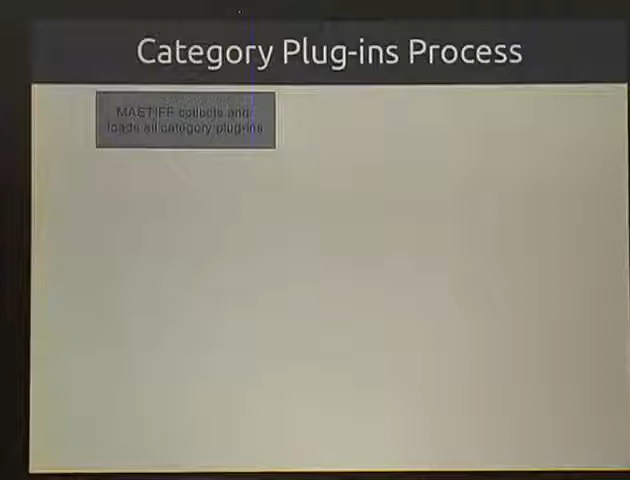 Category Plug-ins Process
MASTIFF collects and
loads all category plug-ins